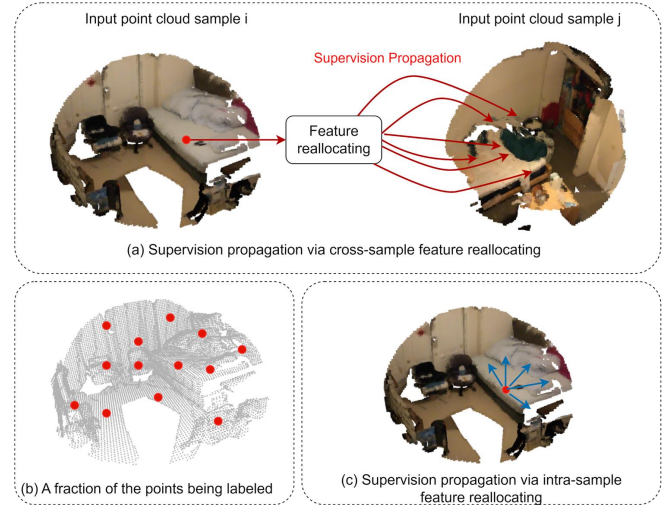 Input point cloud sample i
Input point cloud sample j
Supervision Propagation
Feature
reallocating
(a) Supervision propagation via cross-sample feature reallocating
(b) A fraction of the points being labeled
(c) Supervision propagation via intra-sample
feature reallocating